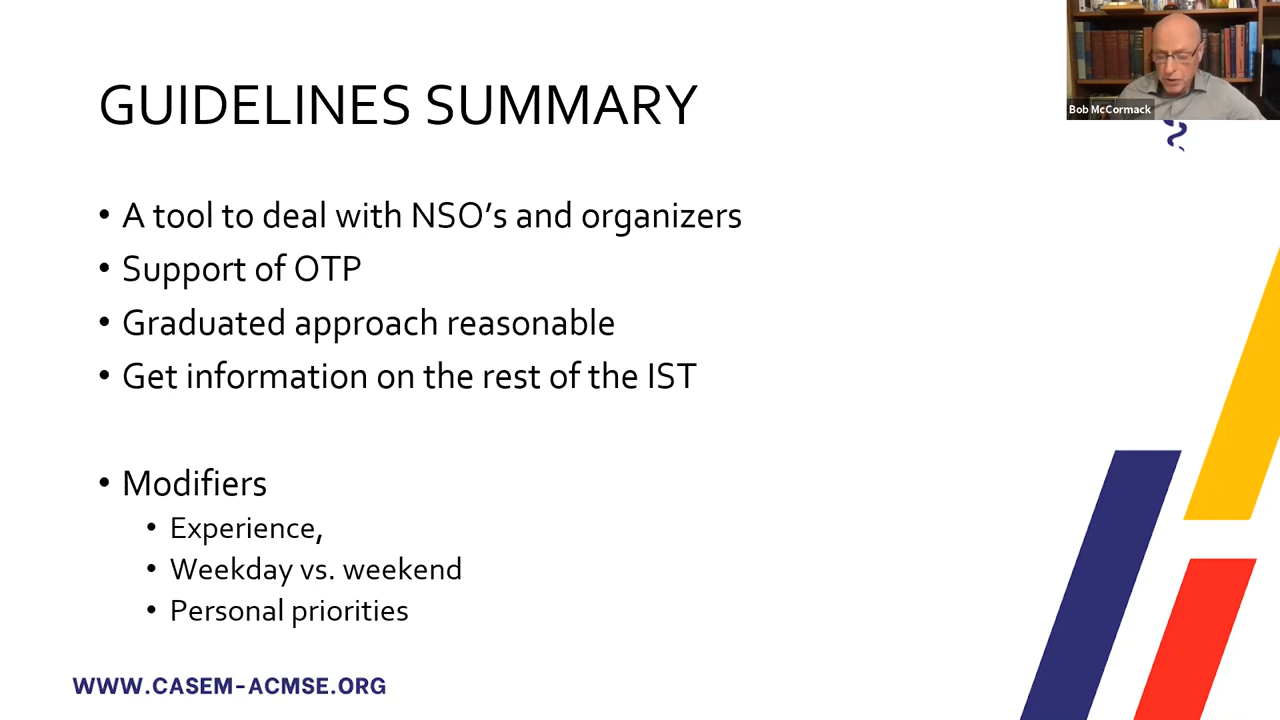 GUIDELINES SUMMARY
• A tool to deal with NSO’s and organizers
• Support of OTP
• Graduated approach reasonable
• Get information on the rest of the IST
• Modifiers
• Experience,
• Weekday vs. weekend
• Personal priorities
WWW.CASEM-ACMSE.ORG
Bob McCormack